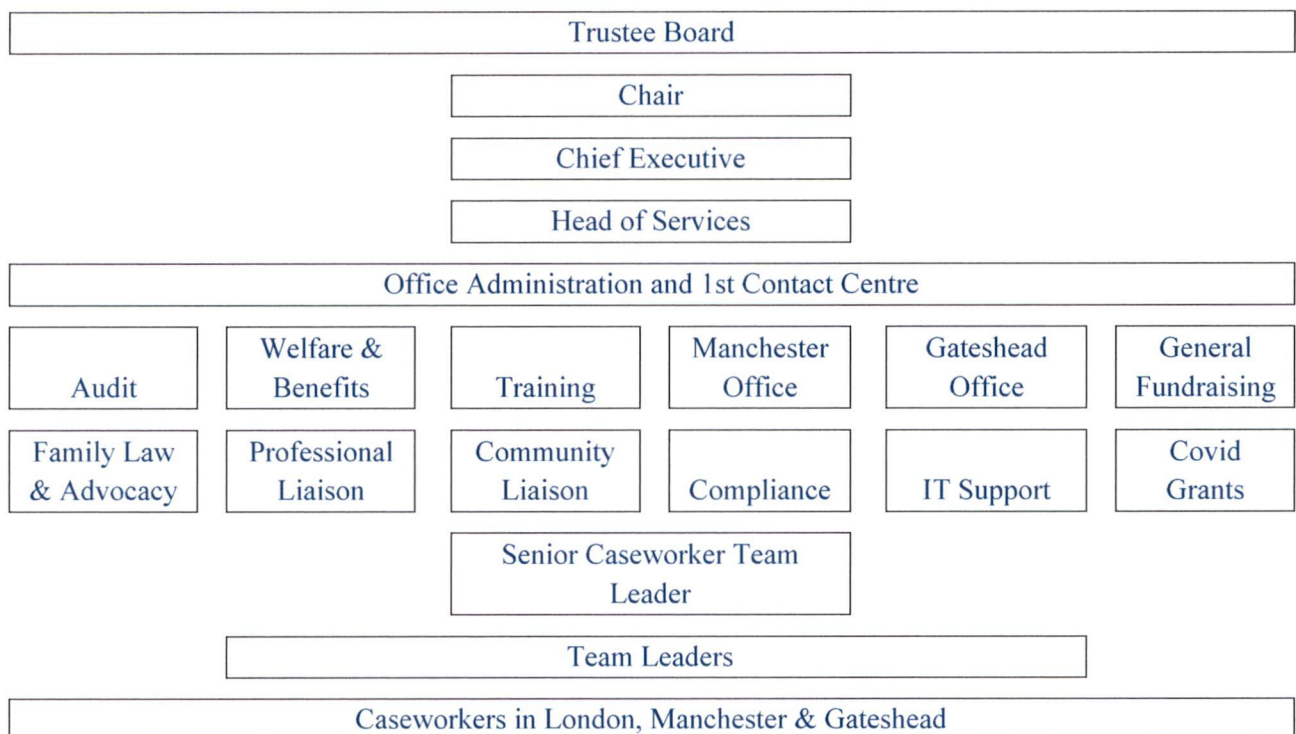 Trustee Board
Chair
Chief Executive
Head of Services
Office Administration and 1st Contact Centre
Audit
Welfare &
Benefits
Training
Manchester
Office
Gateshead
Office
General
Fundraising
Family Law
& Advocacy
Professional
Liaison
Community
Liaison
Compliance
IT Support
Covid
Grants
Senior Caseworker Team
Leader
Team Leaders
Caseworkers in London, Manchester & Gateshead